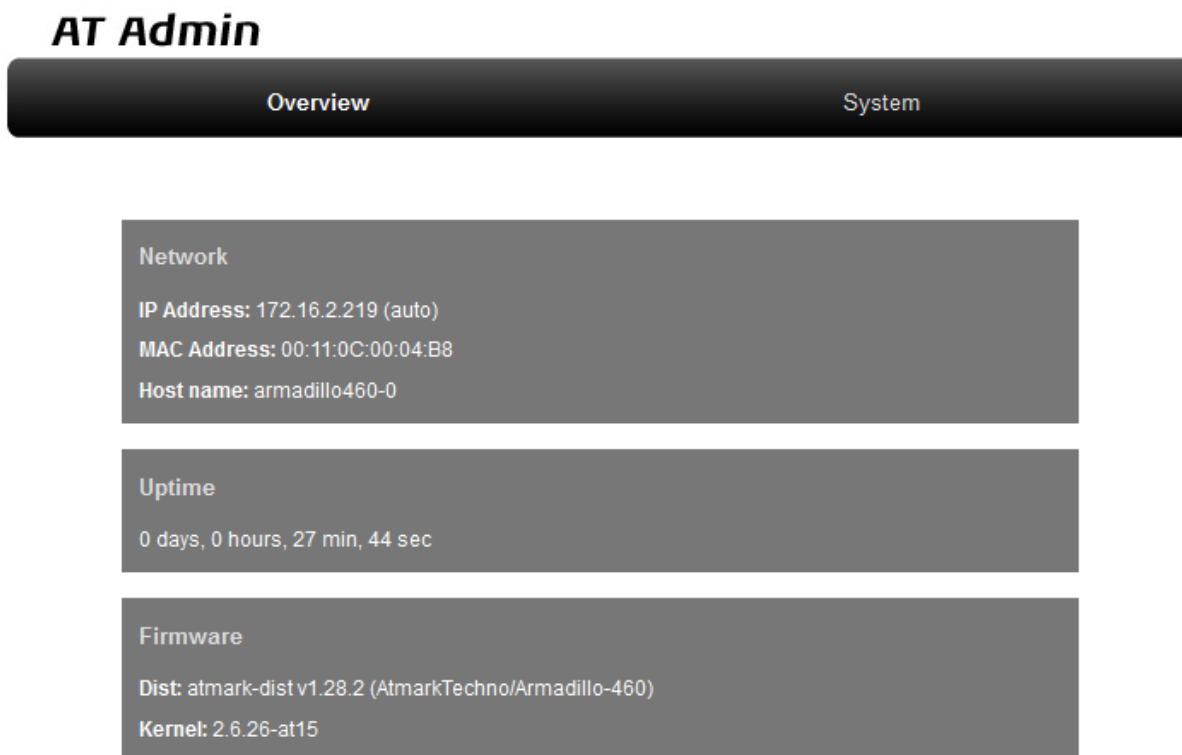 AT Admin
Overview System
Network
IP Address: 172.16.2.219 (auto)
MAC Address: 00:11:0C:00:04:B8
Host name: armadillo460-0
Uptime
0 days, 0 hours, 27 min, 44 sec
Firmware
Dist: atmark-dist v1.28.2 (AtmarkTechno/Armadillo-460)
Kernel: 2.6.26-at15